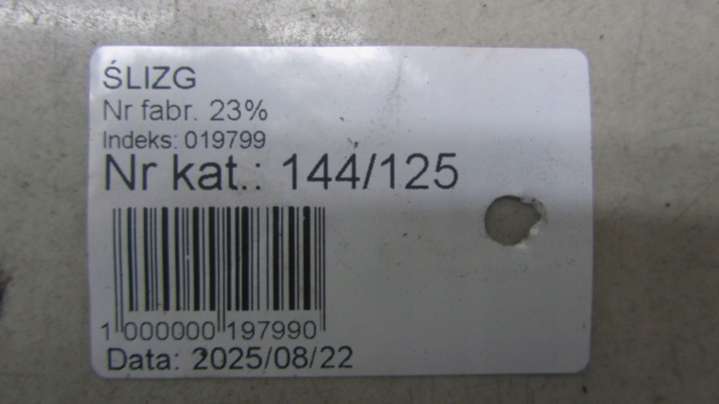 ŚLIZG
Nr fabr. 23%
Indeks: 019799
Nr kat.: 144/125
1 000000 197990
Data: 2025/08/22